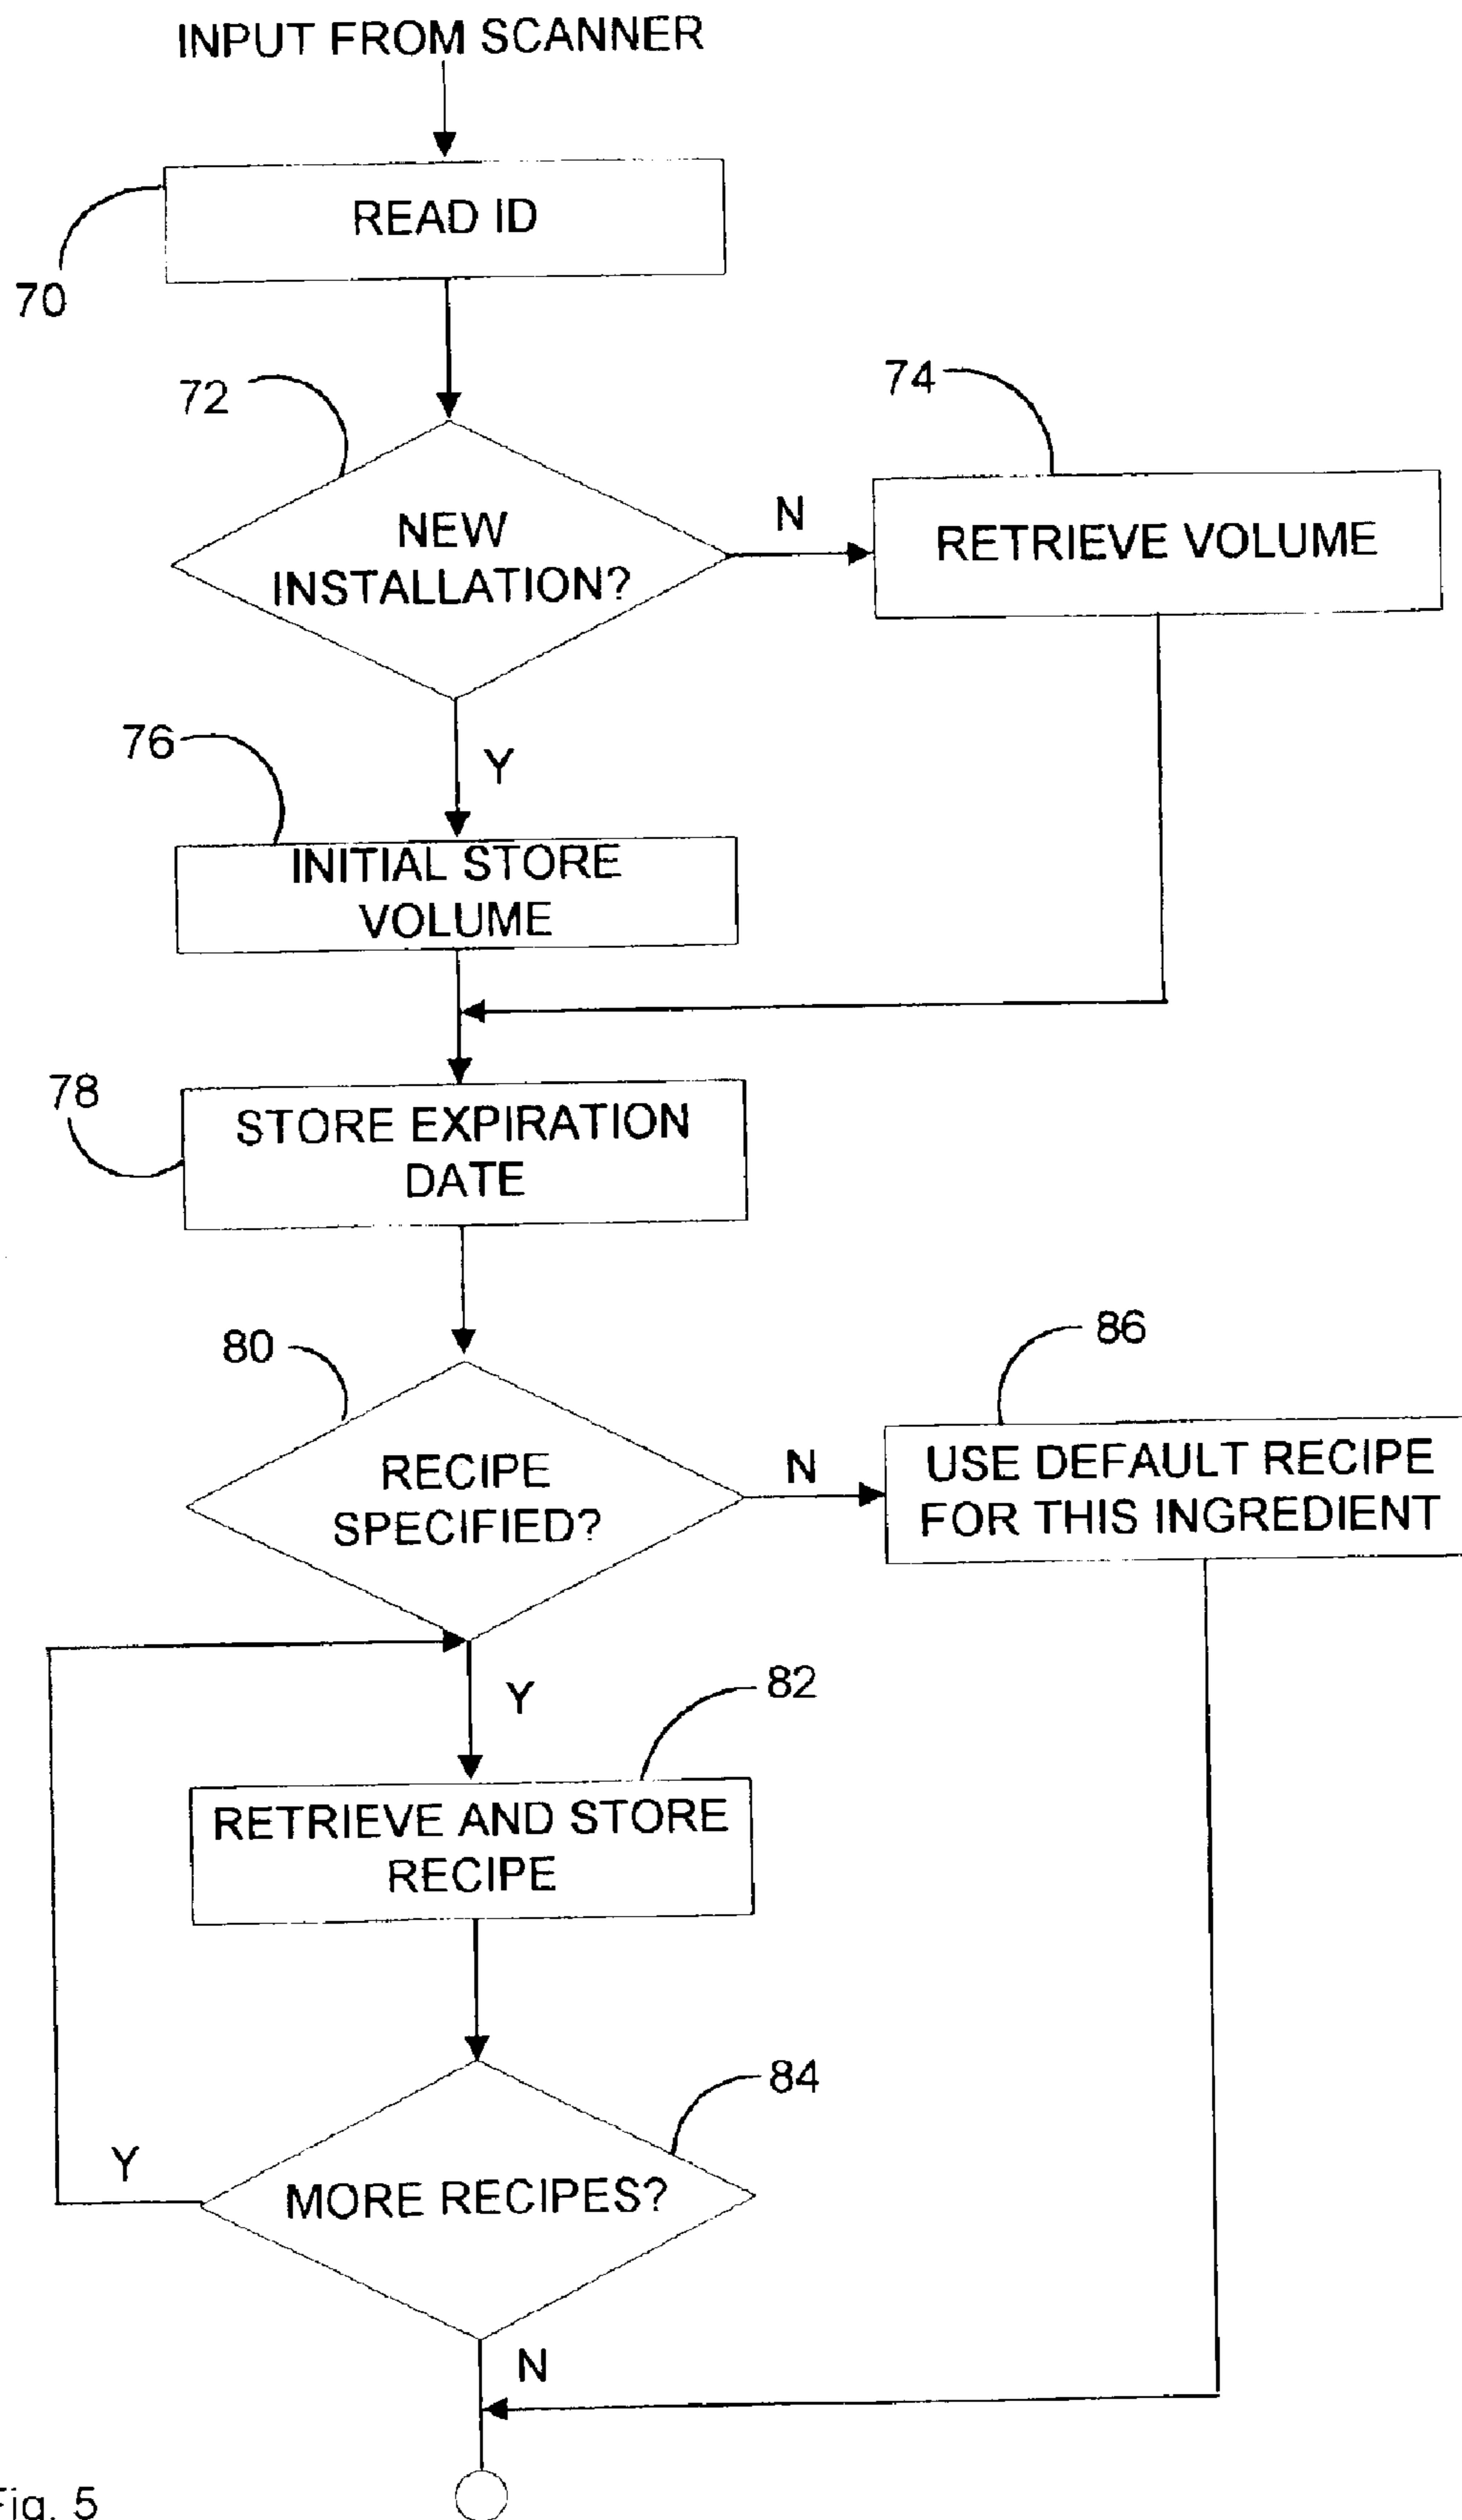 INPUT FROM SCANNER
READ ID
70
72
NEW
INSTALLATION?
N
74
RETRIEVE VOLUME
Y
76
INITIAL STORE
VOLUME
78
STORE EXPIRATION
DATE
80
RECIPE
SPECIFIED?
N
86
USE DEFAULT RECIPE
FOR THIS INGREDIENT
Y
82
RETRIEVE AND STORE
RECIPE
84
MORE RECIPES?
Y
N
Fig. 5